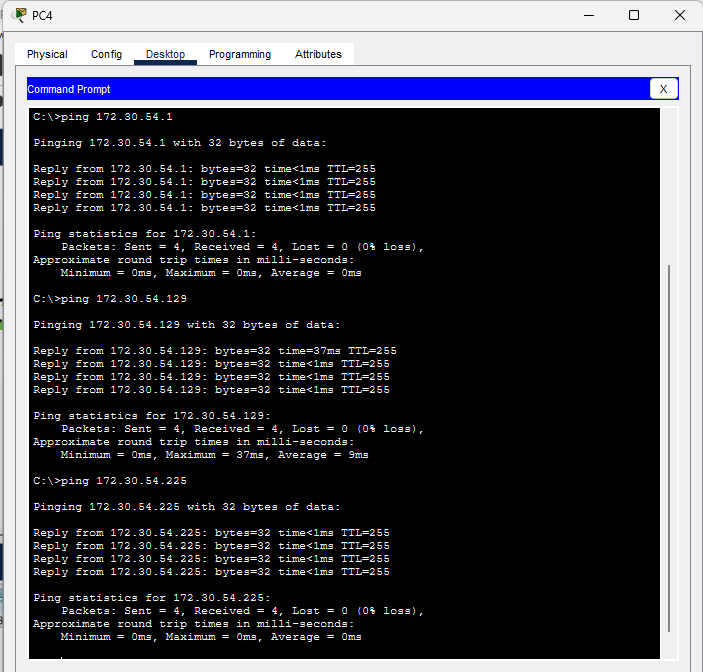 PC4
Physical Config Desktop Programming Attributes
Command Prompt X
C:\>ping 172.30.54.1
Pinging 172.30.54.1 with 32 bytes of data:
Reply from 172.30.54.1: bytes=32 time<1ms TTL=255
Reply from 172.30.54.1: bytes=32 time<1ms TTL=255
Reply from 172.30.54.1: bytes=32 time<1ms TTL=255
Reply from 172.30.54.1: bytes=32 time<1ms TTL=255
Ping statistics for 172.30.54.1:
    Packets: Sent = 4, Received = 4, Lost = 0 (0% loss),
Approximate round trip times in milli-seconds:
    Minimum = 0ms, Maximum = 0ms, Average = 0ms
C:\>ping 172.30.54.129
Pinging 172.30.54.129 with 32 bytes of data:
Reply from 172.30.54.129: bytes=32 time=37ms TTL=255
Reply from 172.30.54.129: bytes=32 time<1ms TTL=255
Reply from 172.30.54.129: bytes=32 time<1ms TTL=255
Reply from 172.30.54.129: bytes=32 time<1ms TTL=255
Ping statistics for 172.30.54.129:
    Packets: Sent = 4, Received = 4, Lost = 0 (0% loss),
Approximate round trip times in milli-seconds:
    Minimum = 0ms, Maximum = 37ms, Average = 9ms
C:\>ping 172.30.54.225
Pinging 172.30.54.225 with 32 bytes of data:
Reply from 172.30.54.225: bytes=32 time<1ms TTL=255
Reply from 172.30.54.225: bytes=32 time<1ms TTL=255
Reply from 172.30.54.225: bytes=32 time<1ms TTL=255
Reply from 172.30.54.225: bytes=32 time<1ms TTL=255
Ping statistics for 172.30.54.225:
    Packets: Sent = 4, Received = 4, Lost = 0 (0% loss),
Approximate round trip times in milli-seconds:
    Minimum = 0ms, Maximum = 0ms, Average = 0ms